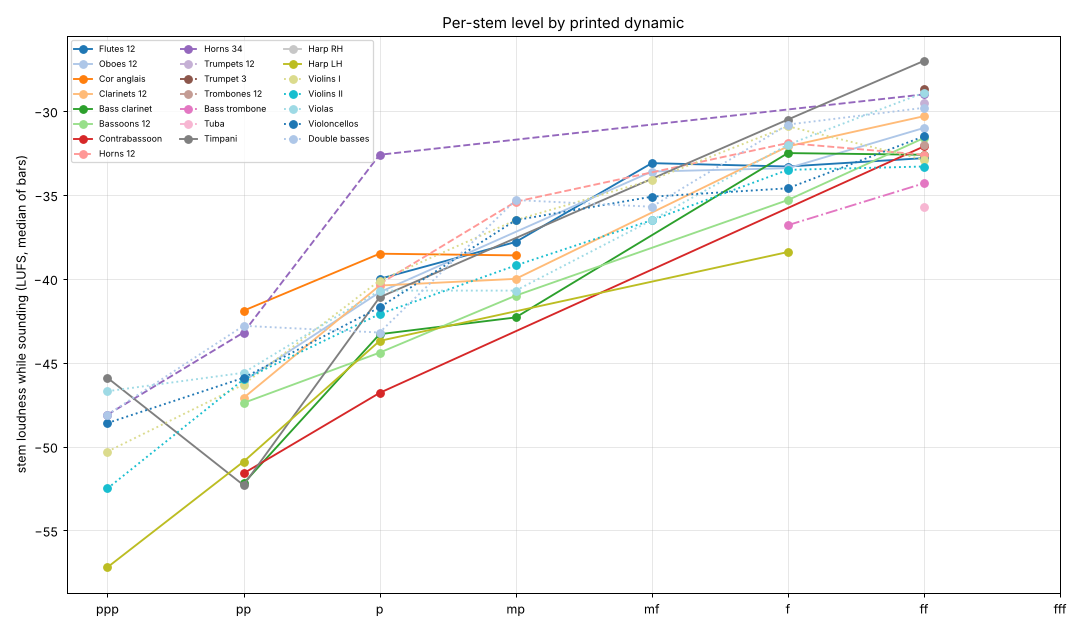 Per-stem level by printed dynamic
Flutes 12
Oboes 12
Cor anglais
Clarinets 12
Bass clarinet
Bassoons 12
Contrabassoon
Horns 12
Horns 34
Trumpets 12
Trumpet 3
Trombones 12
Bass trombone
Tuba
Timpani
Harp RH
Harp LH
Violins I
Violins II
Violas
Violoncellos
Double basses
stem loudness while sounding (LUFS, median of bars)
−30
−35
−40
−45
−50
−55
ppp pp p mp mf f ff fff